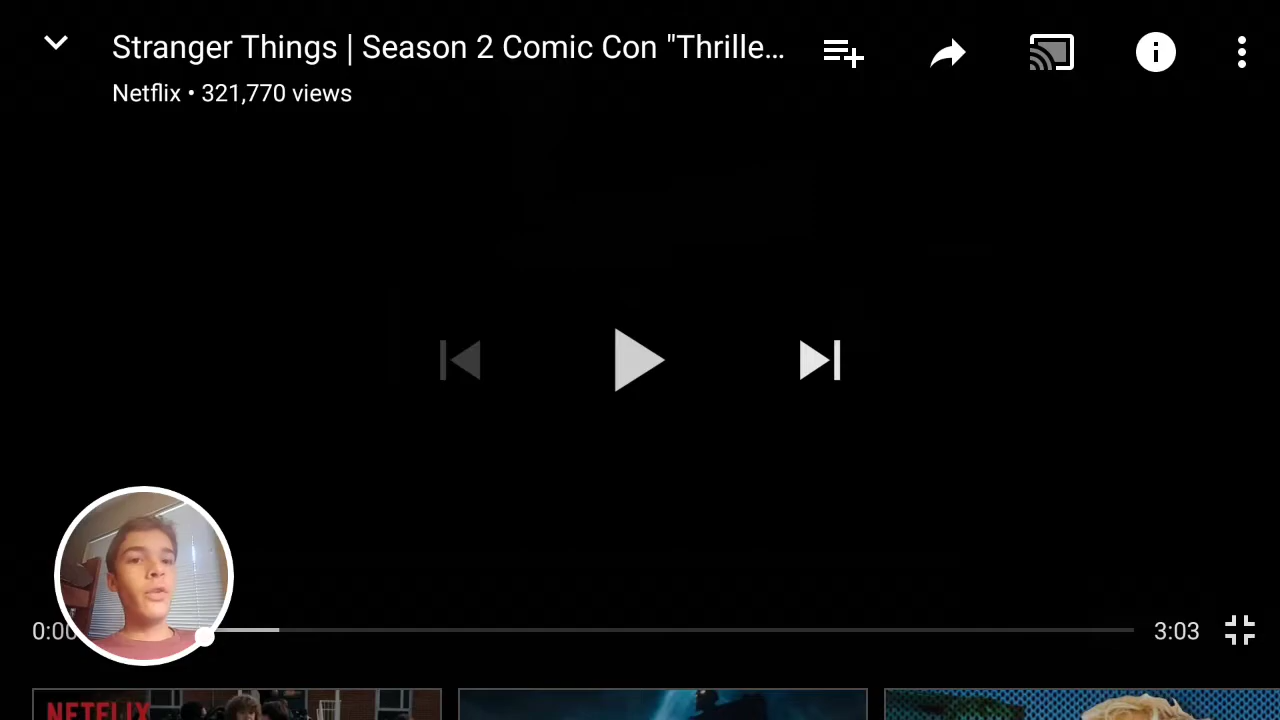 Stranger Things | Season 2 Comic Con "Thrille...
Netflix • 321,770 views
0:00
3:03
NETFLIX